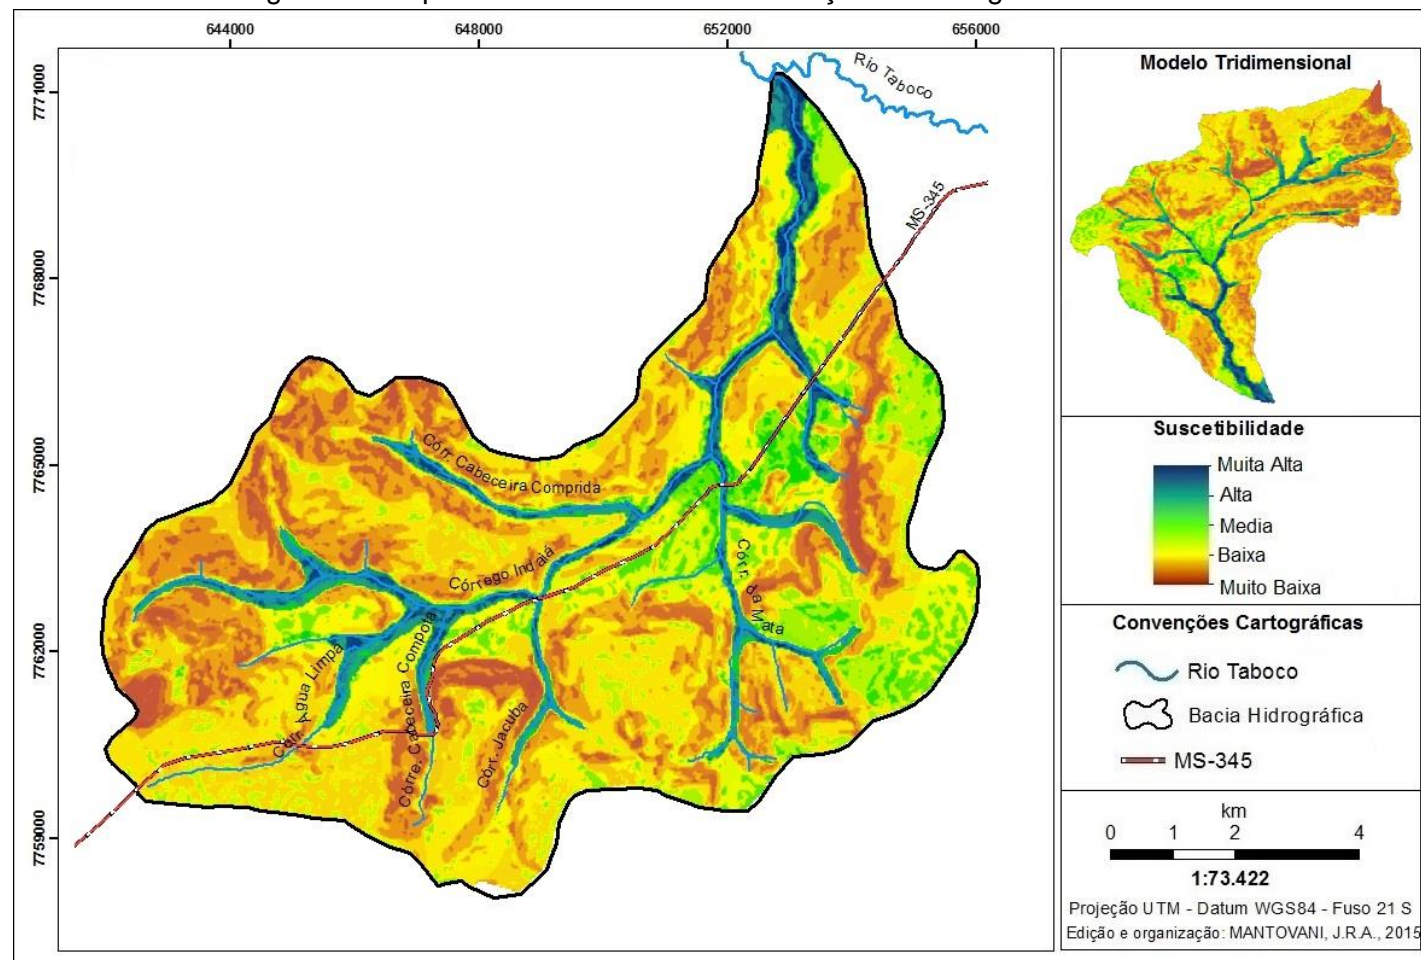 644000 648000 652000 656000
7771000
7768000
7765000
7762000
7759000
Rio Taboco
MS-345
Córr. Cabeceira Comprida
Córrego Indaiá
Córr. da Mata
Córr. Água Limpa
Córre. Cabeceira Compoia
Córr. Jacuba
Modelo Tridimensional
Suscetibilidade
Muita Alta
Alta
Media
Baixa
Muito Baixa
Convenções Cartográficas
Rio Taboco
Bacia Hidrográfica
MS-345
km
0 1 2 4
1:73.422
Projeção UTM - Datum WGS84 - Fuso 21 S
Edição e organização: MANTOVANI, J.R.A., 2015